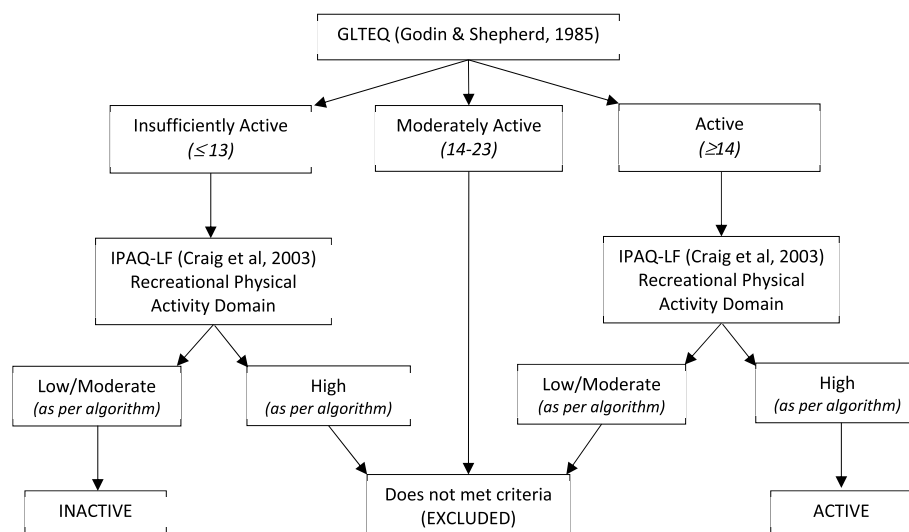 GLTEQ (Godin & Shepherd, 1985)
Insufficiently Active
(≤13)
Moderately Active
(14-23)
Active
(≥14)
IPAQ-LF (Craig et al, 2003)
Recreational Physical
Activity Domain
IPAQ-LF (Craig et al, 2003)
Recreational Physical
Activity Domain
Low/Moderate
(as per algorithm)
High
(as per algorithm)
Low/Moderate
(as per algorithm)
High
(as per algorithm)
INACTIVE
Does not met criteria
(EXCLUDED)
ACTIVE